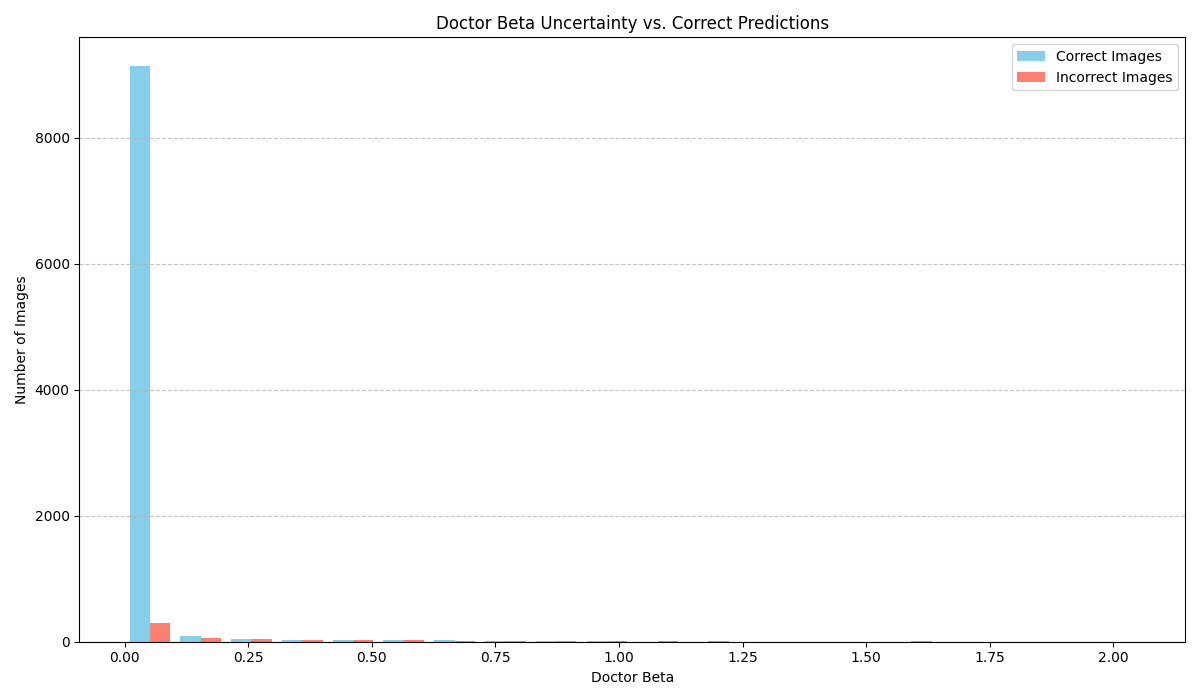 Doctor Beta Uncertainty vs. Correct Predictions
Correct Images
Incorrect Images
Number of Images
8000
6000
4000
2000
0
0.00 0.25 0.50 0.75 1.00 1.25 1.50 1.75 2.00
Doctor Beta